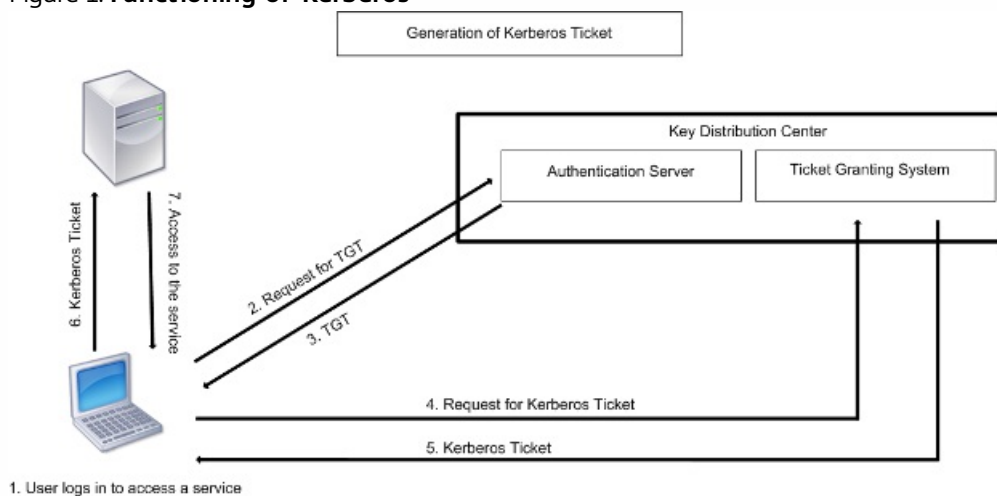 Figure 1. Functioning of Kerberos
Generation of Kerberos Ticket
Key Distribution Center
Authentication Server
Ticket Granting System
6. Kerberos Ticket
7. Access to the service
2. Request for TGT
3. TGT
4. Request for Kerberos Ticket
5. Kerberos Ticket
1. User logs in to access a service